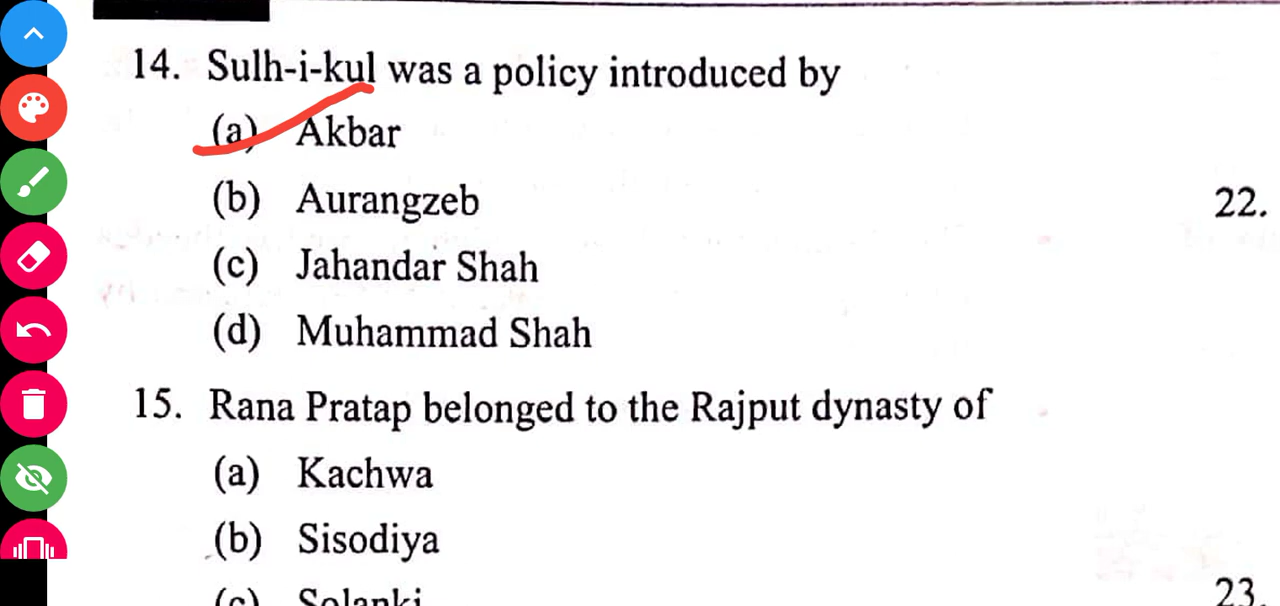 14. Sulh-i-kul was a policy introduced by
(a) Akbar
(b) Aurangzeb
22.
(c) Jahandar Shah
(d) Muhammad Shah
15. Rana Pratap belonged to the Rajput dynasty of
(a) Kachwa
(b) Sisodiya
(c) Solanki
23.